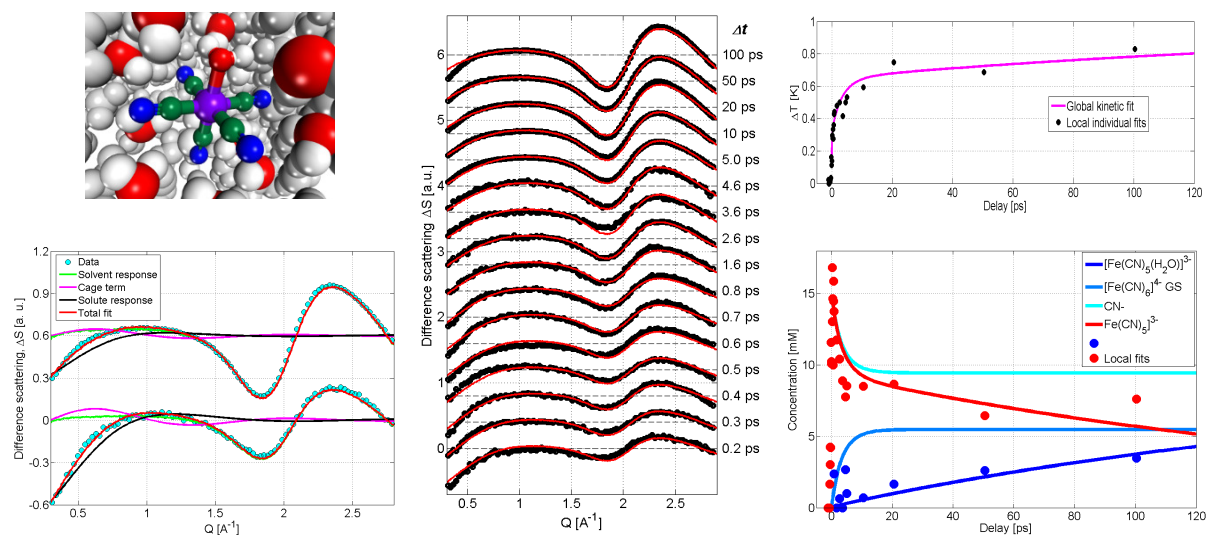 1.2
0.9
0.6
0.3
0
-0.3
-0.6
Difference scattering, ΔS [a. u.]
Data
Solvent response
Cage term
Solute response
Total fit
0.5
1
1.5
2
2.5
Q [A⁻¹]
6
5
4
3
2
1
0
Difference scattering ΔS [a.u.]
Δt
100 ps
50 ps
20 ps
10 ps
5.0 ps
4.6 ps
3.6 ps
2.6 ps
1.6 ps
0.8 ps
0.7 ps
0.6 ps
0.5 ps
0.4 ps
0.3 ps
0.2 ps
0.5
1
1.5
2
2.5
Q [A⁻¹]
1
0.8
0.6
0.4
0.2
0
ΔT [K]
Global kinetic fit
Local individual fits
0
20
40
60
80
100
120
Delay [ps]
15
10
5
0
Concentration [mM]
[Fe(CN)₅(H₂O)]³⁻
[Fe(CN)₆]⁴⁻ GS
CN-
Fe(CN)₅]³⁻
Local fits
0
20
40
60
80
100
120
Delay [ps]